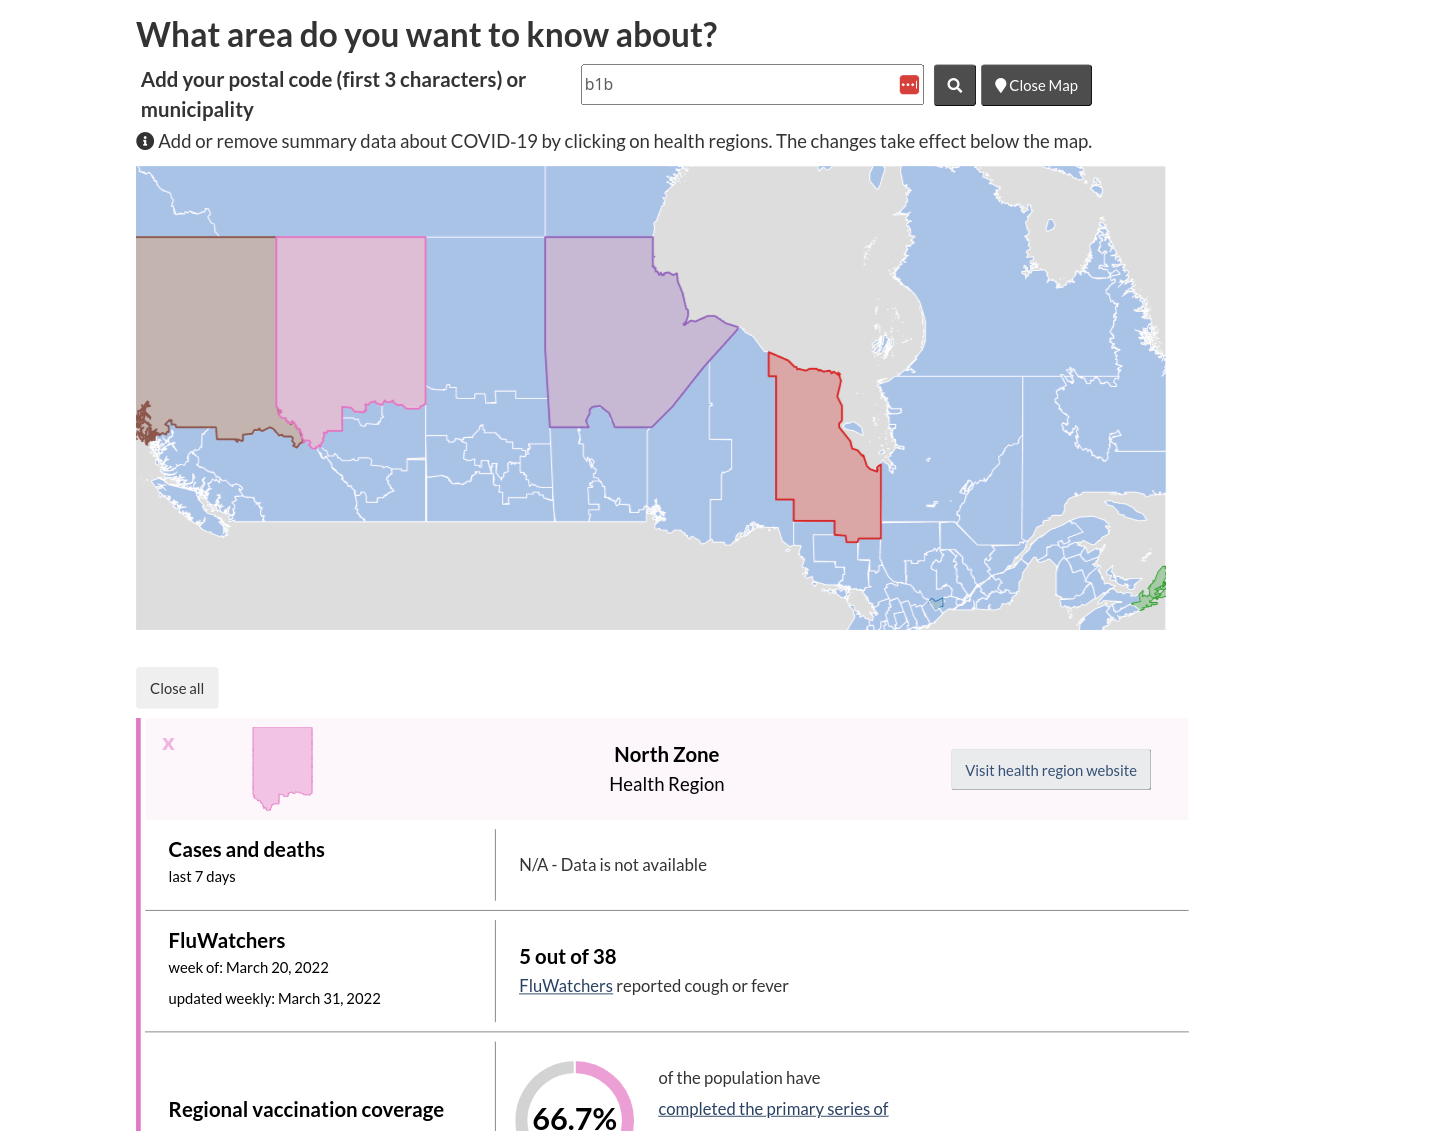 What area do you want to know about?
Add your postal code (first 3 characters) or
municipality
b1b
Close Map
Add or remove summary data about COVID-19 by clicking on health regions. The changes take effect below the map.
Close all
x
North Zone
Health Region
Visit health region website
Cases and deaths
last 7 days
N/A - Data is not available
FluWatchers
week of: March 20, 2022
updated weekly: March 31, 2022
5 out of 38
FluWatchers reported cough or fever
Regional vaccination coverage
66.7%
of the population have
completed the primary series of